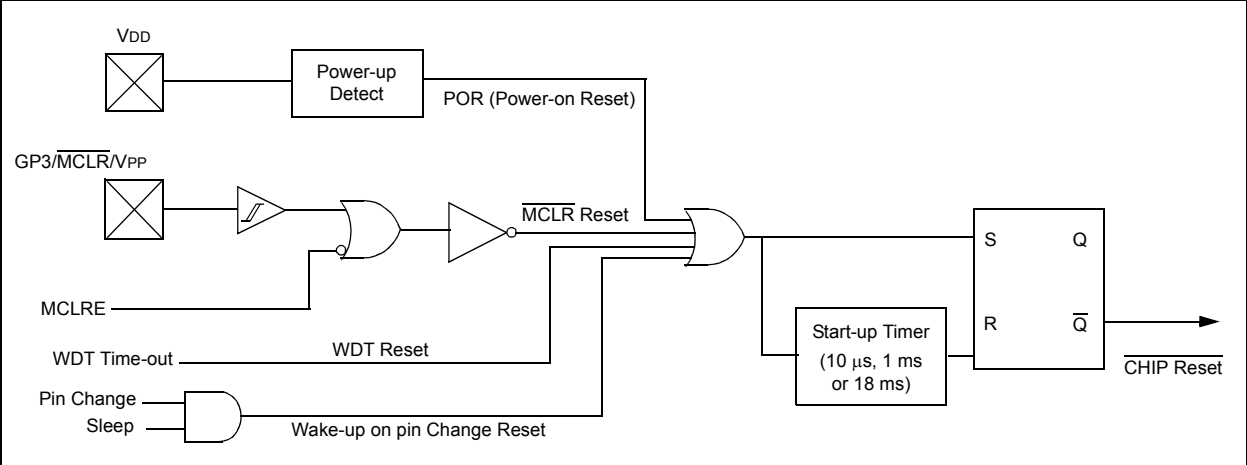 VDD
Power-up
Detect
POR (Power-on Reset)
GP3/MCLR/VPP
MCLR Reset
MCLRE
WDT Time-out
WDT Reset
Pin Change
Sleep
Wake-up on pin Change Reset
S Q
R Q
Start-up Timer
(10 μs, 1 ms
or 18 ms)
CHIP Reset